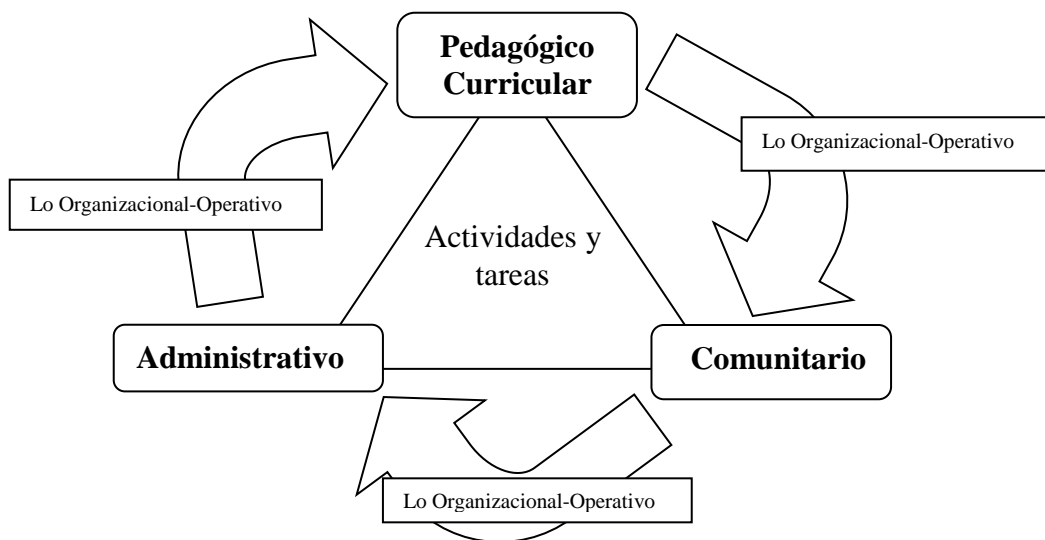 Pedagógico
Curricular
Lo Organizacional-Operativo
Lo Organizacional-Operativo
Actividades y
tareas
Administrativo
Comunitario
Lo Organizacional-Operativo